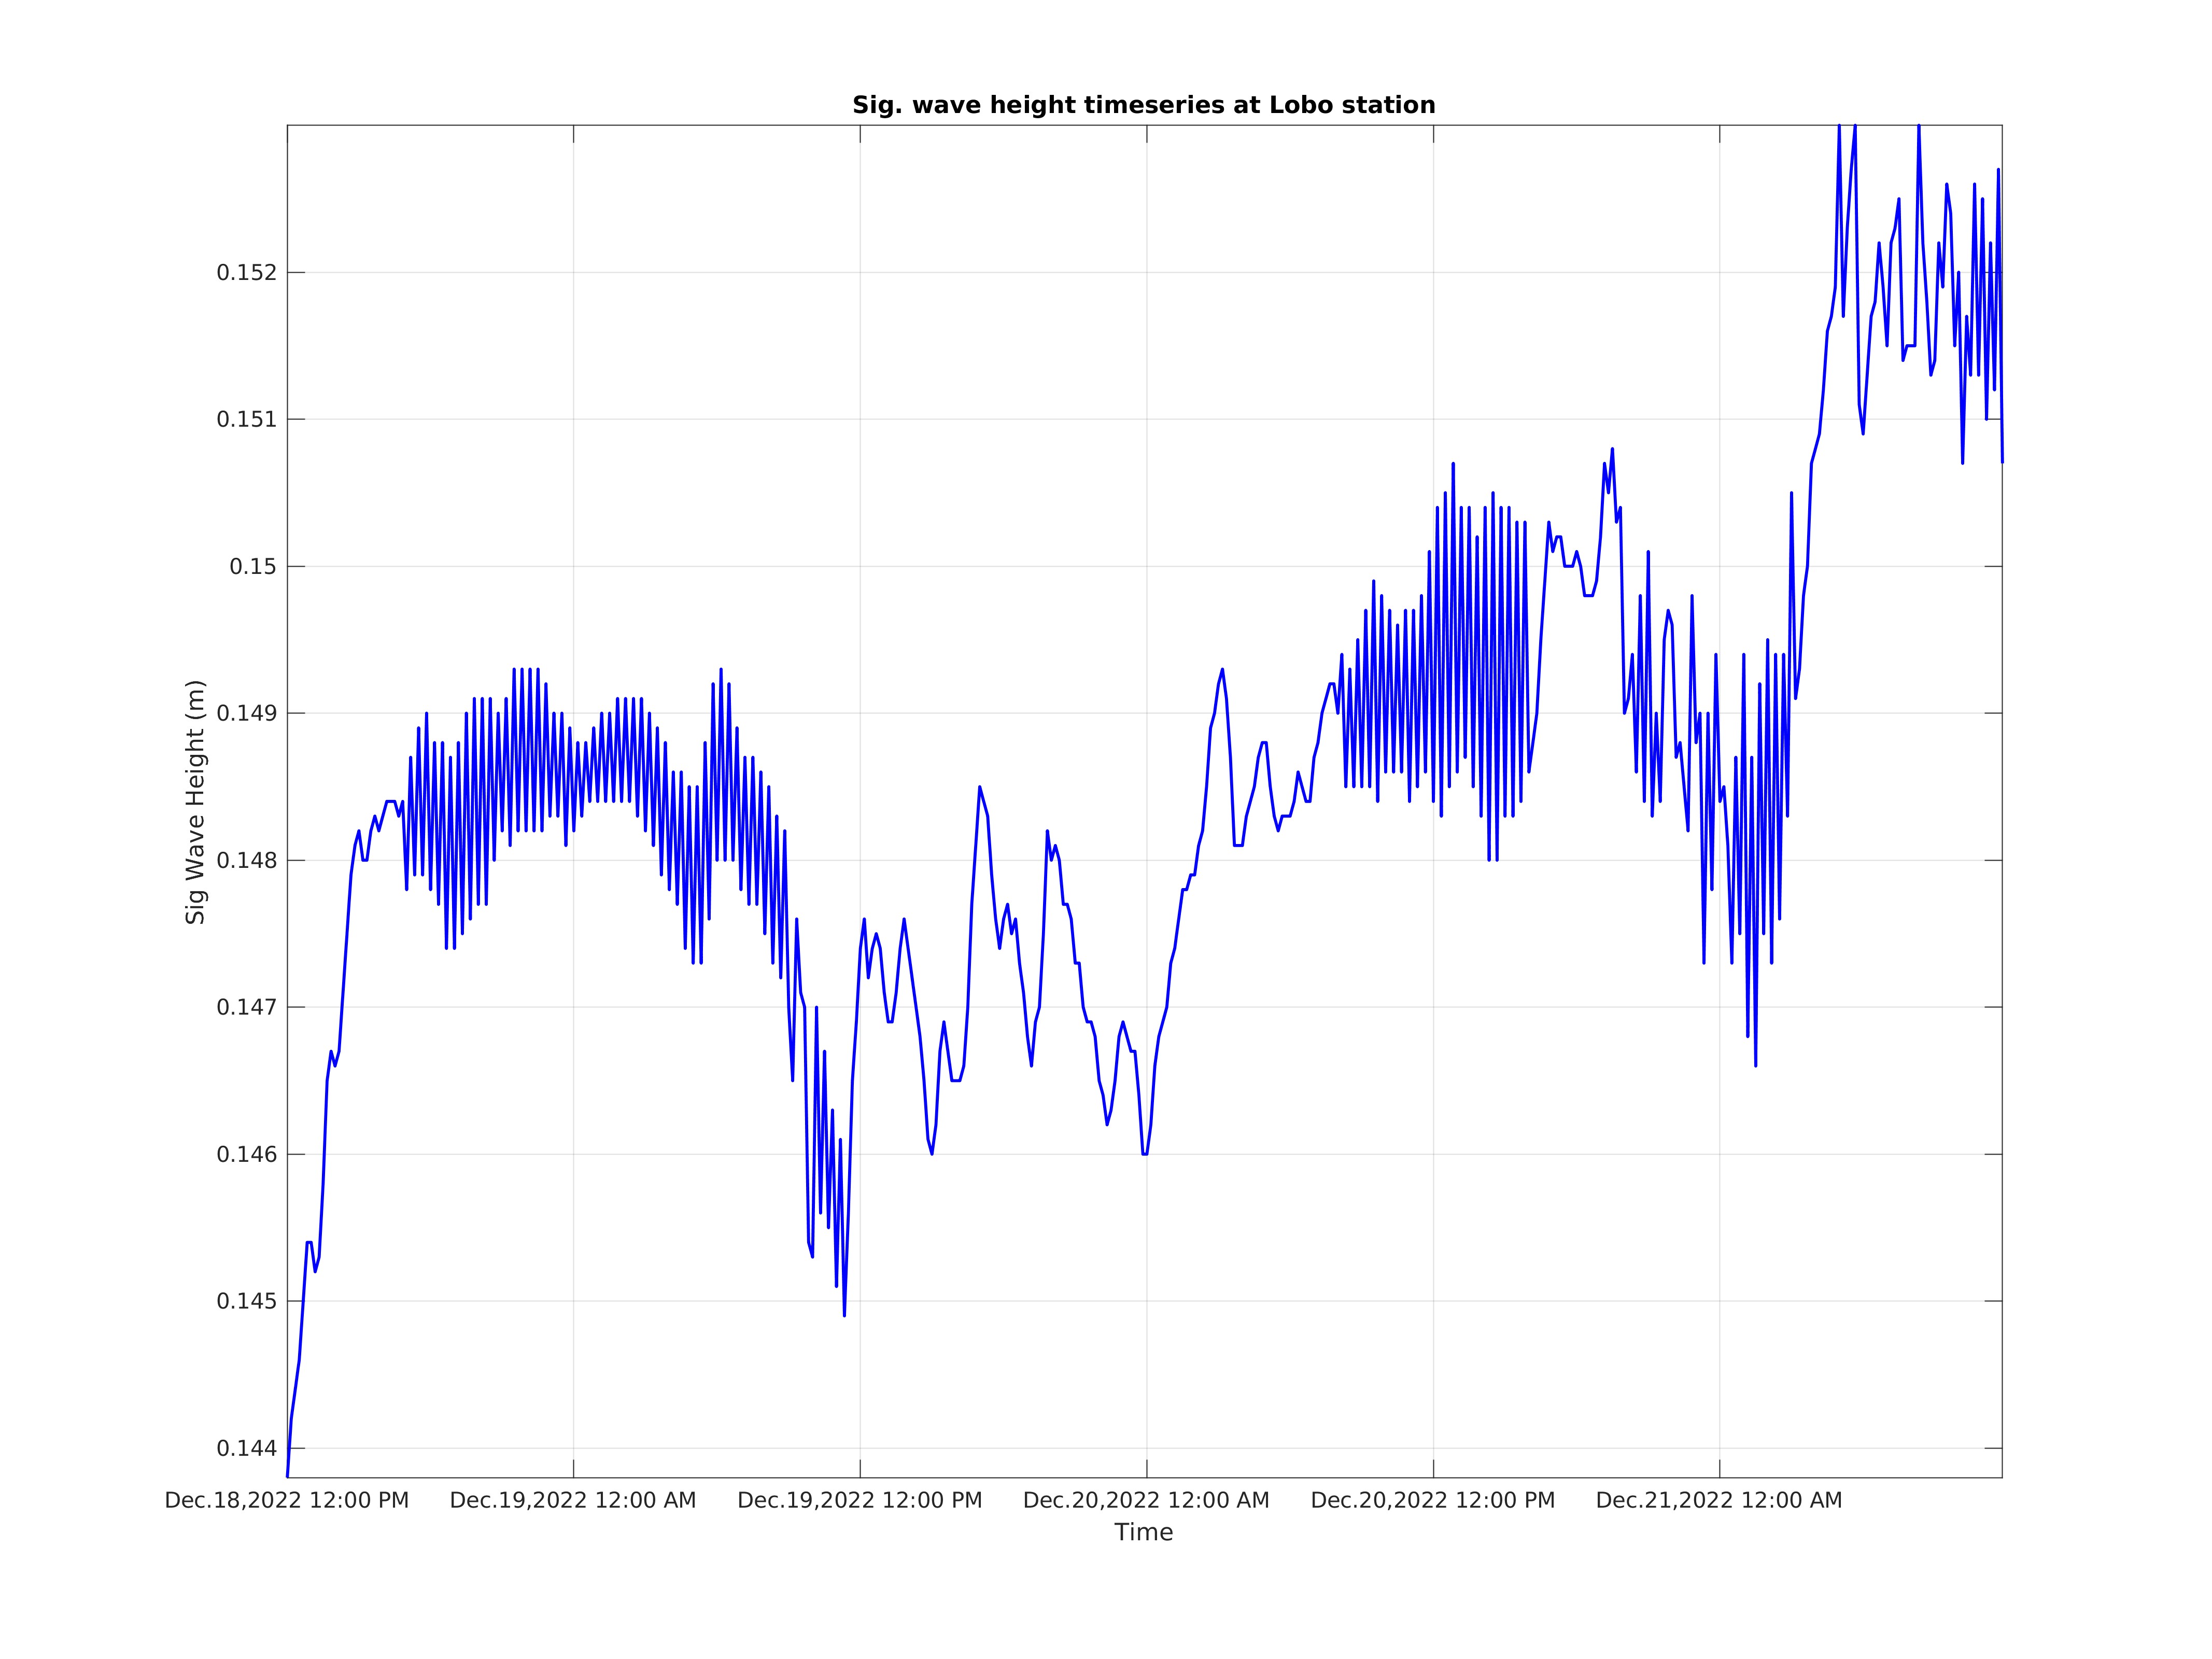 Sig. wave height timeseries at Lobo station
0.152
0.151
0.15
0.149
0.148
0.147
0.146
0.145
0.144
Sig Wave Height (m)
Dec.18,2022 12:00 PM Dec.19,2022 12:00 AM Dec.19,2022 12:00 PM Dec.20,2022 12:00 AM Dec.20,2022 12:00 PM Dec.21,2022 12:00 AM
Time